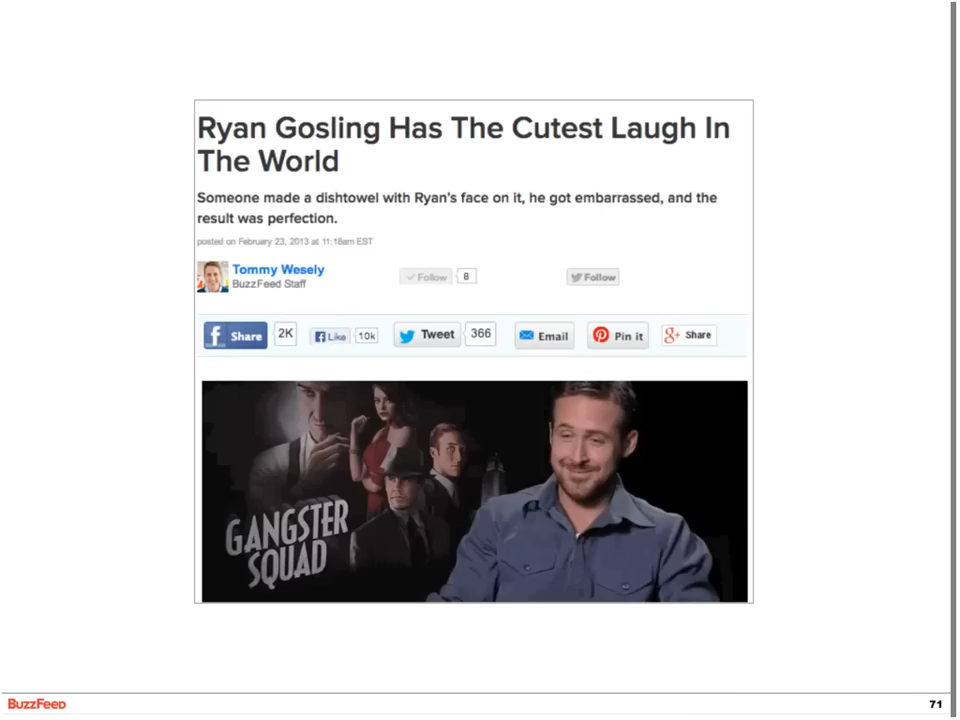 Ryan Gosling Has The Cutest Laugh In
The World
Someone made a dishtowel with Ryan's face on it, he got embarrassed, and the
result was perfection.
posted on February 23, 2013 at 11:18am EST
Tommy Wesely
BuzzFeed Staff
Follow 8
Follow
Share 2K
Like 10k
Tweet 366
Email
Pin it
Share
GANGSTER
SQUAD
BuzzFeed
71